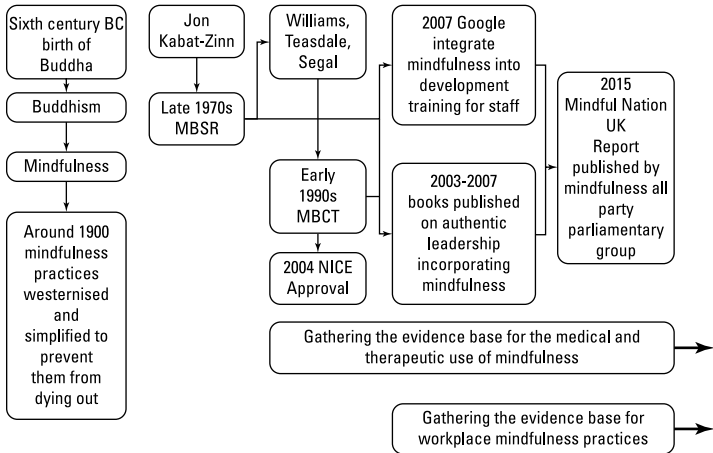 Sixth century BC
birth of
Buddha
Buddhism
Mindfulness
Around 1900
mindfulness
practices
westernised
and
simplified to
prevent
them from
dying out
Jon
Kabat-Zinn
Late 1970s
MBSR
Williams,
Teasdale,
Segal
Early
1990s
MBCT
2004 NICE
Approval
2007 Google
integrate
mindfulness into
development
training for staff
2003-2007
books published
on authentic
leadership
incorporating
mindfulness
2015
Mindful Nation
UK
Report
published by
mindfulness all
party
parliamentary
group
Gathering the evidence base for the medical and
therapeutic use of mindfulness
Gathering the evidence base for
workplace mindfulness practices